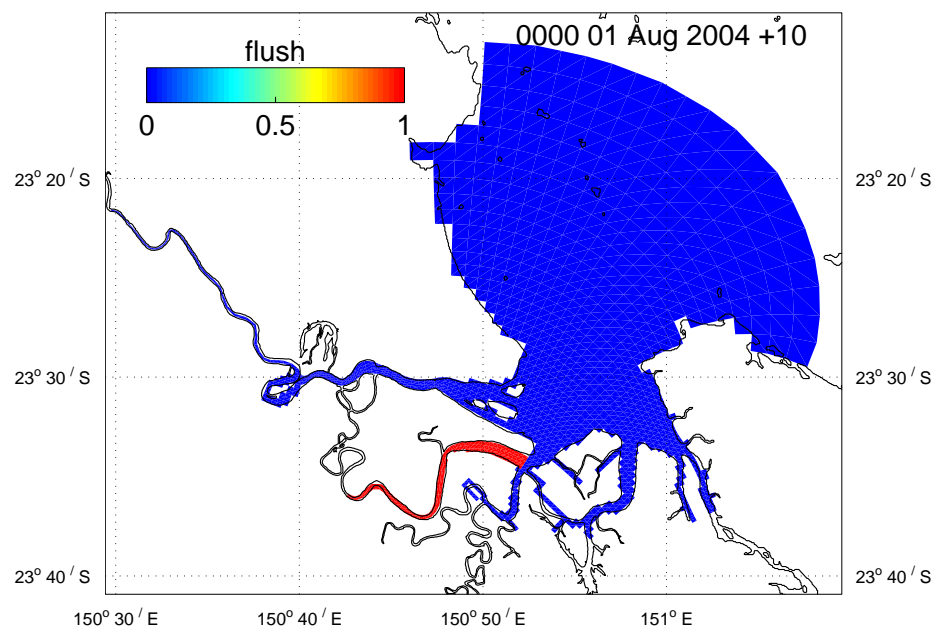 0000 01 Aug 2004 +10
flush
0 0.5 1
23° 20 ′ S 23° 20 ′ S
23° 30 ′ S 23° 30 ′ S
23° 40 ′ S 23° 40 ′ S
150° 30 ′ E 150° 40 ′ E 150° 50 ′ E 151° E